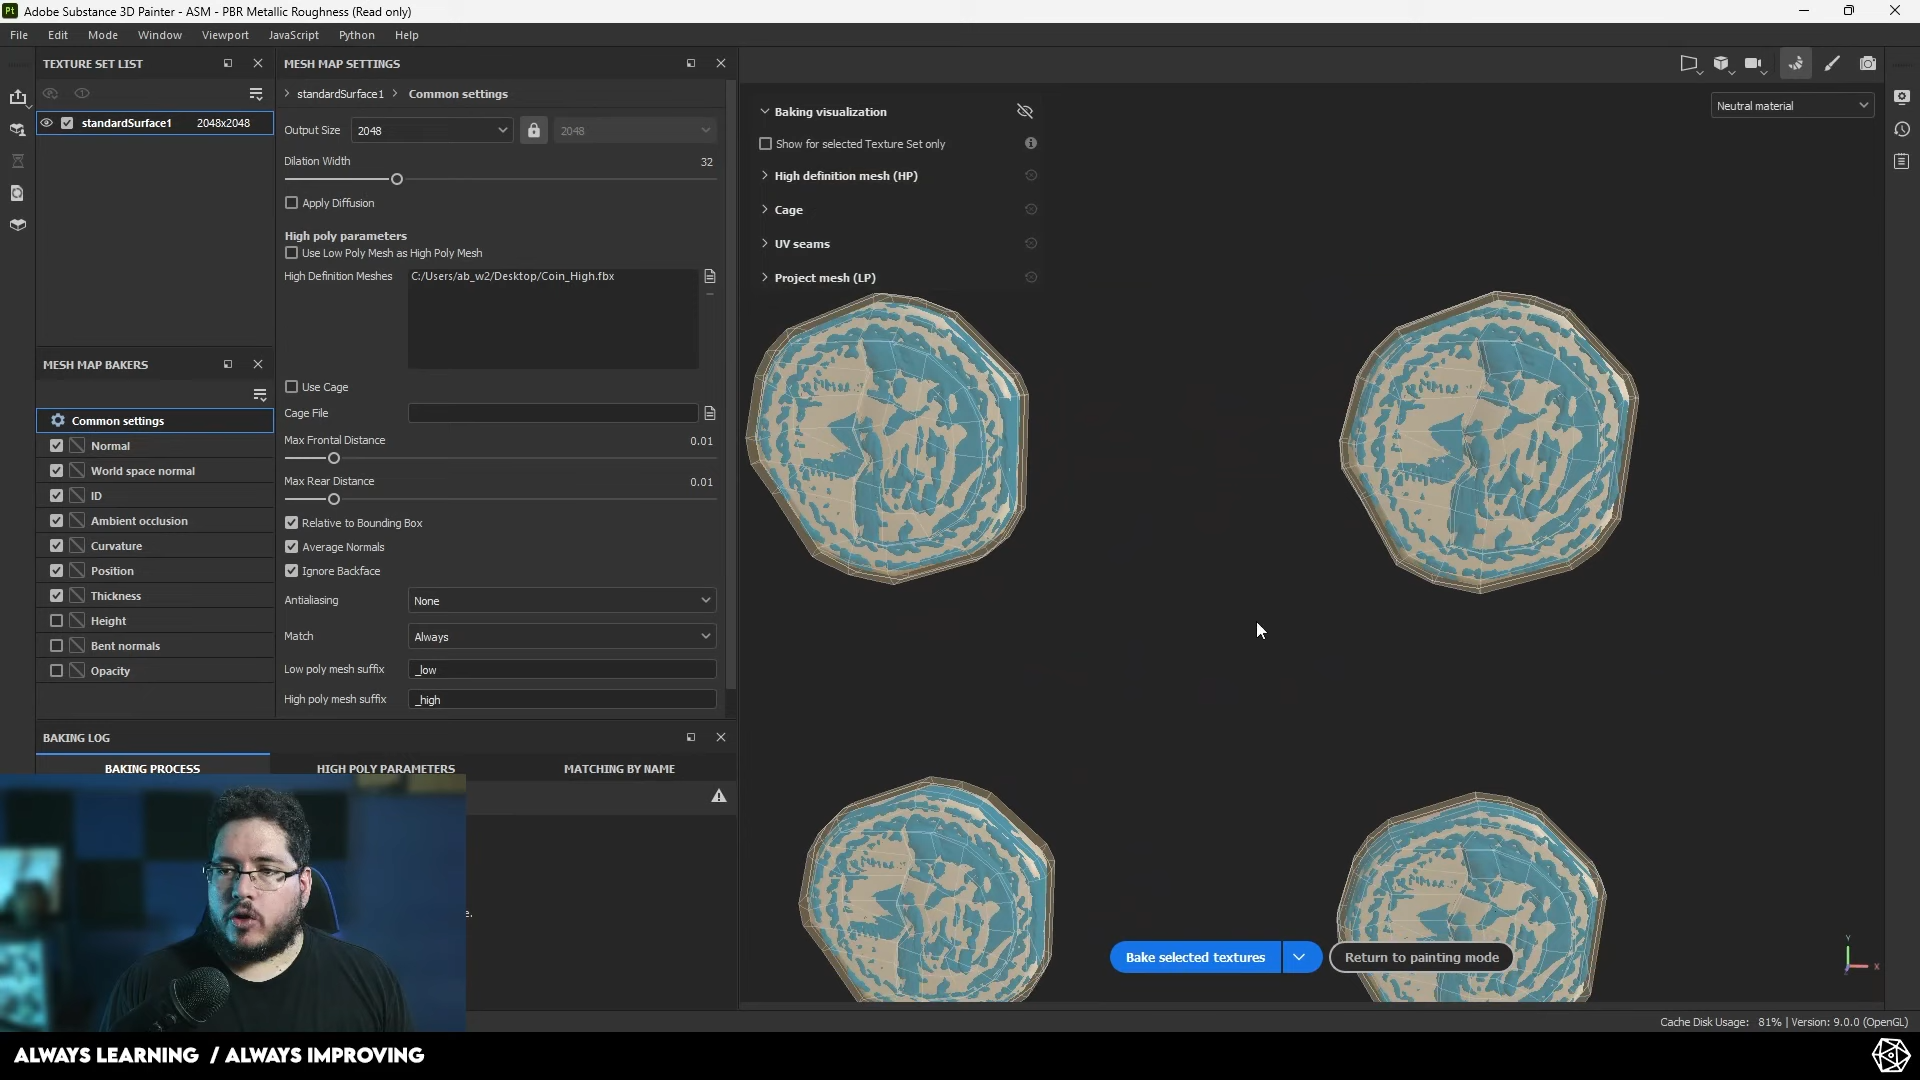 Pt Adobe Substance 3D Painter - ASM - PBR Metallic Roughness (Read only)
File Edit Mode Window Viewport JavaScript Python Help
TEXTURE SET LIST
standardSurface1 2048x2048
MESH MAP BAKERS
Common settings
Normal
World space normal
ID
Ambient occlusion
Curvature
Position
Thickness
Height
Bent normals
Opacity
MESH MAP SETTINGS
standardSurface1 > Common settings
Output Size 2048 2048
Dilation Width 32
Apply Diffusion
High poly parameters
Use Low Poly Mesh as High Poly Mesh
High Definition Meshes C:/Users/ab_w2/Desktop/Coin_High.fbx
Use Cage
Cage File
Max Frontal Distance 0.01
Max Rear Distance 0.01
Relative to Bounding Box
Average Normals
Ignore Backface
Antialiasing None
Match Always
Low poly mesh suffix _low
High poly mesh suffix _high
BAKING LOG
BAKING PROCESS HIGH POLY PARAMETERS MATCHING BY NAME
e.
Baking visualization
Show for selected Texture Set only
High definition mesh (HP)
Cage
UV seams
Project mesh (LP)
Neutral material
Bake selected textures Return to painting mode
Y
X
Cache Disk Usage: 81% | Version: 9.0.0 (OpenGL)
ALWAYS LEARNING / ALWAYS IMPROVING